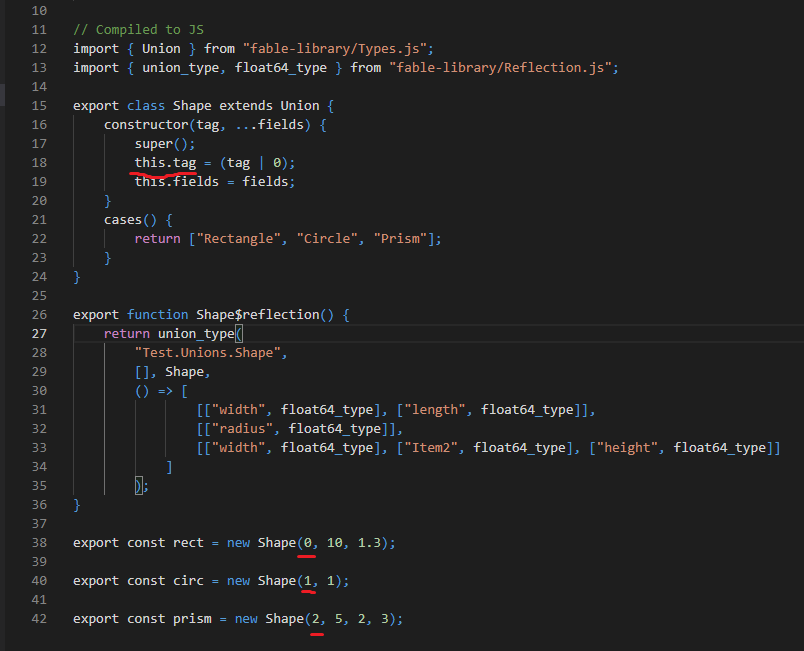 10
11 // Compiled to JS
12 import { Union } from "fable-library/Types.js";
13 import { union_type, float64_type } from "fable-library/Reflection.js";
14
15 export class Shape extends Union {
16     constructor(tag, ...fields) {
17         super();
18         this.tag = (tag | 0);
19         this.fields = fields;
20     }
21     cases() {
22         return ["Rectangle", "Circle", "Prism"];
23     }
24 }
25
26 export function Shape$reflection() {
27     return union_type(
28         "Test.Unions.Shape",
29         [], Shape,
30         () => [
31                 [["width", float64_type], ["length", float64_type]],
32                 [["radius", float64_type]],
33                 [["width", float64_type], ["Item2", float64_type], ["height", float64_type]]
34             ]
35         );
36 }
37
38 export const rect = new Shape(0, 10, 1.3);
39
40 export const circ = new Shape(1, 1);
41
42 export const prism = new Shape(2, 5, 2, 3);